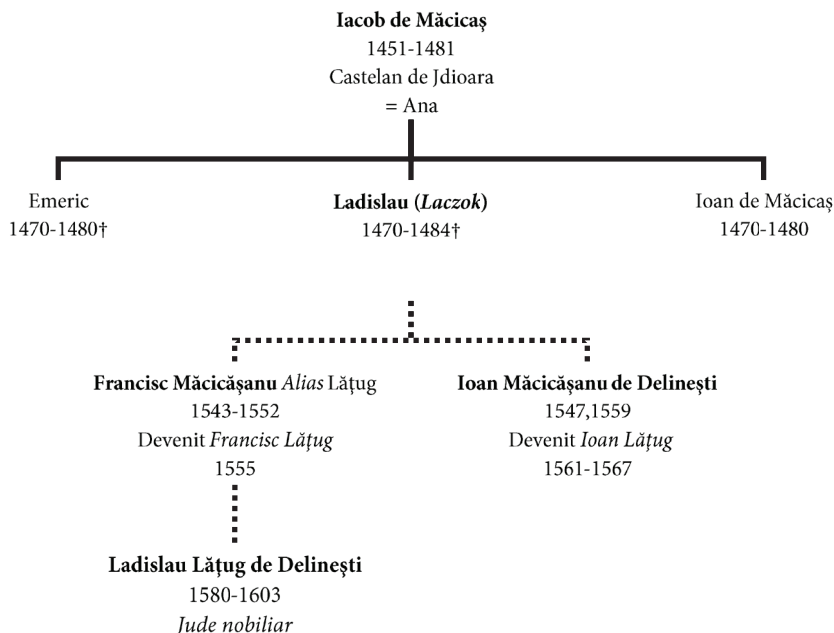 Iacob de Măcicaş
1451-1481
Castelan de Jdioara
= Ana
Emeric
1470-1480†
Ladislau (Laczok)
1470-1484†
Ioan de Măcicaş
1470-1480
Francisc Măcicăşanu Alias Lăţug
1543-1552
Devenit Francisc Lăţug
1555
Ioan Măcicăşanu de Delineşti
1547,1559
Devenit Ioan Lăţug
1561-1567
Ladislau Lăţug de Delineşti
1580-1603
Jude nobiliar